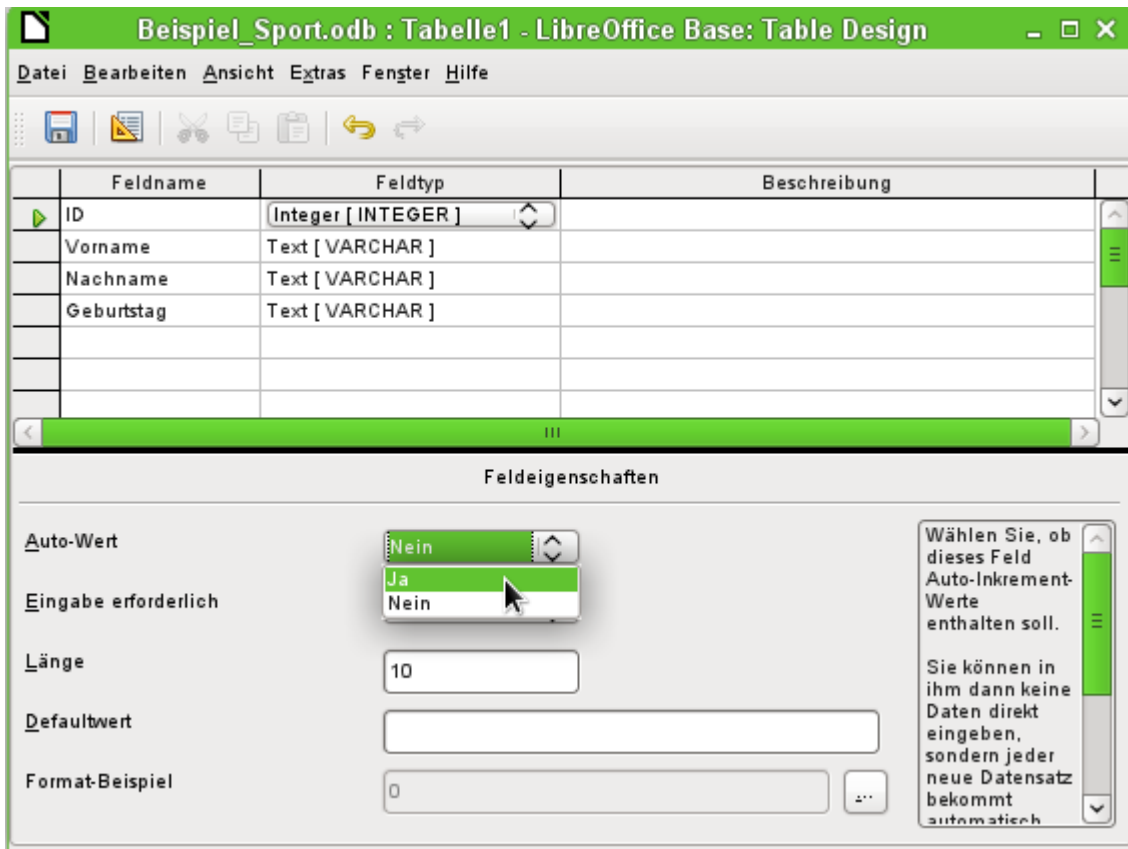 Beispiel_Sport.odb : Tabelle1 - LibreOffice Base: Table Design
Datei Bearbeiten Ansicht Extras Fenster Hilfe
Feldname Feldtyp Beschreibung
ID Integer [ INTEGER ]
Vorname Text [ VARCHAR ]
Nachname Text [ VARCHAR ]
Geburtstag Text [ VARCHAR ]
Feldeigenschaften
Auto-Wert Nein
Ja
Nein
Eingabe erforderlich
Länge 10
Defaultwert
Format-Beispiel 0 ...
Wählen Sie, ob
dieses Feld
Auto-Inkrement-
Werte
enthalten soll.
Sie können in
ihm dann keine
Daten direkt
eingeben,
sondern jeder
neue Datensatz
bekommt
automatisch